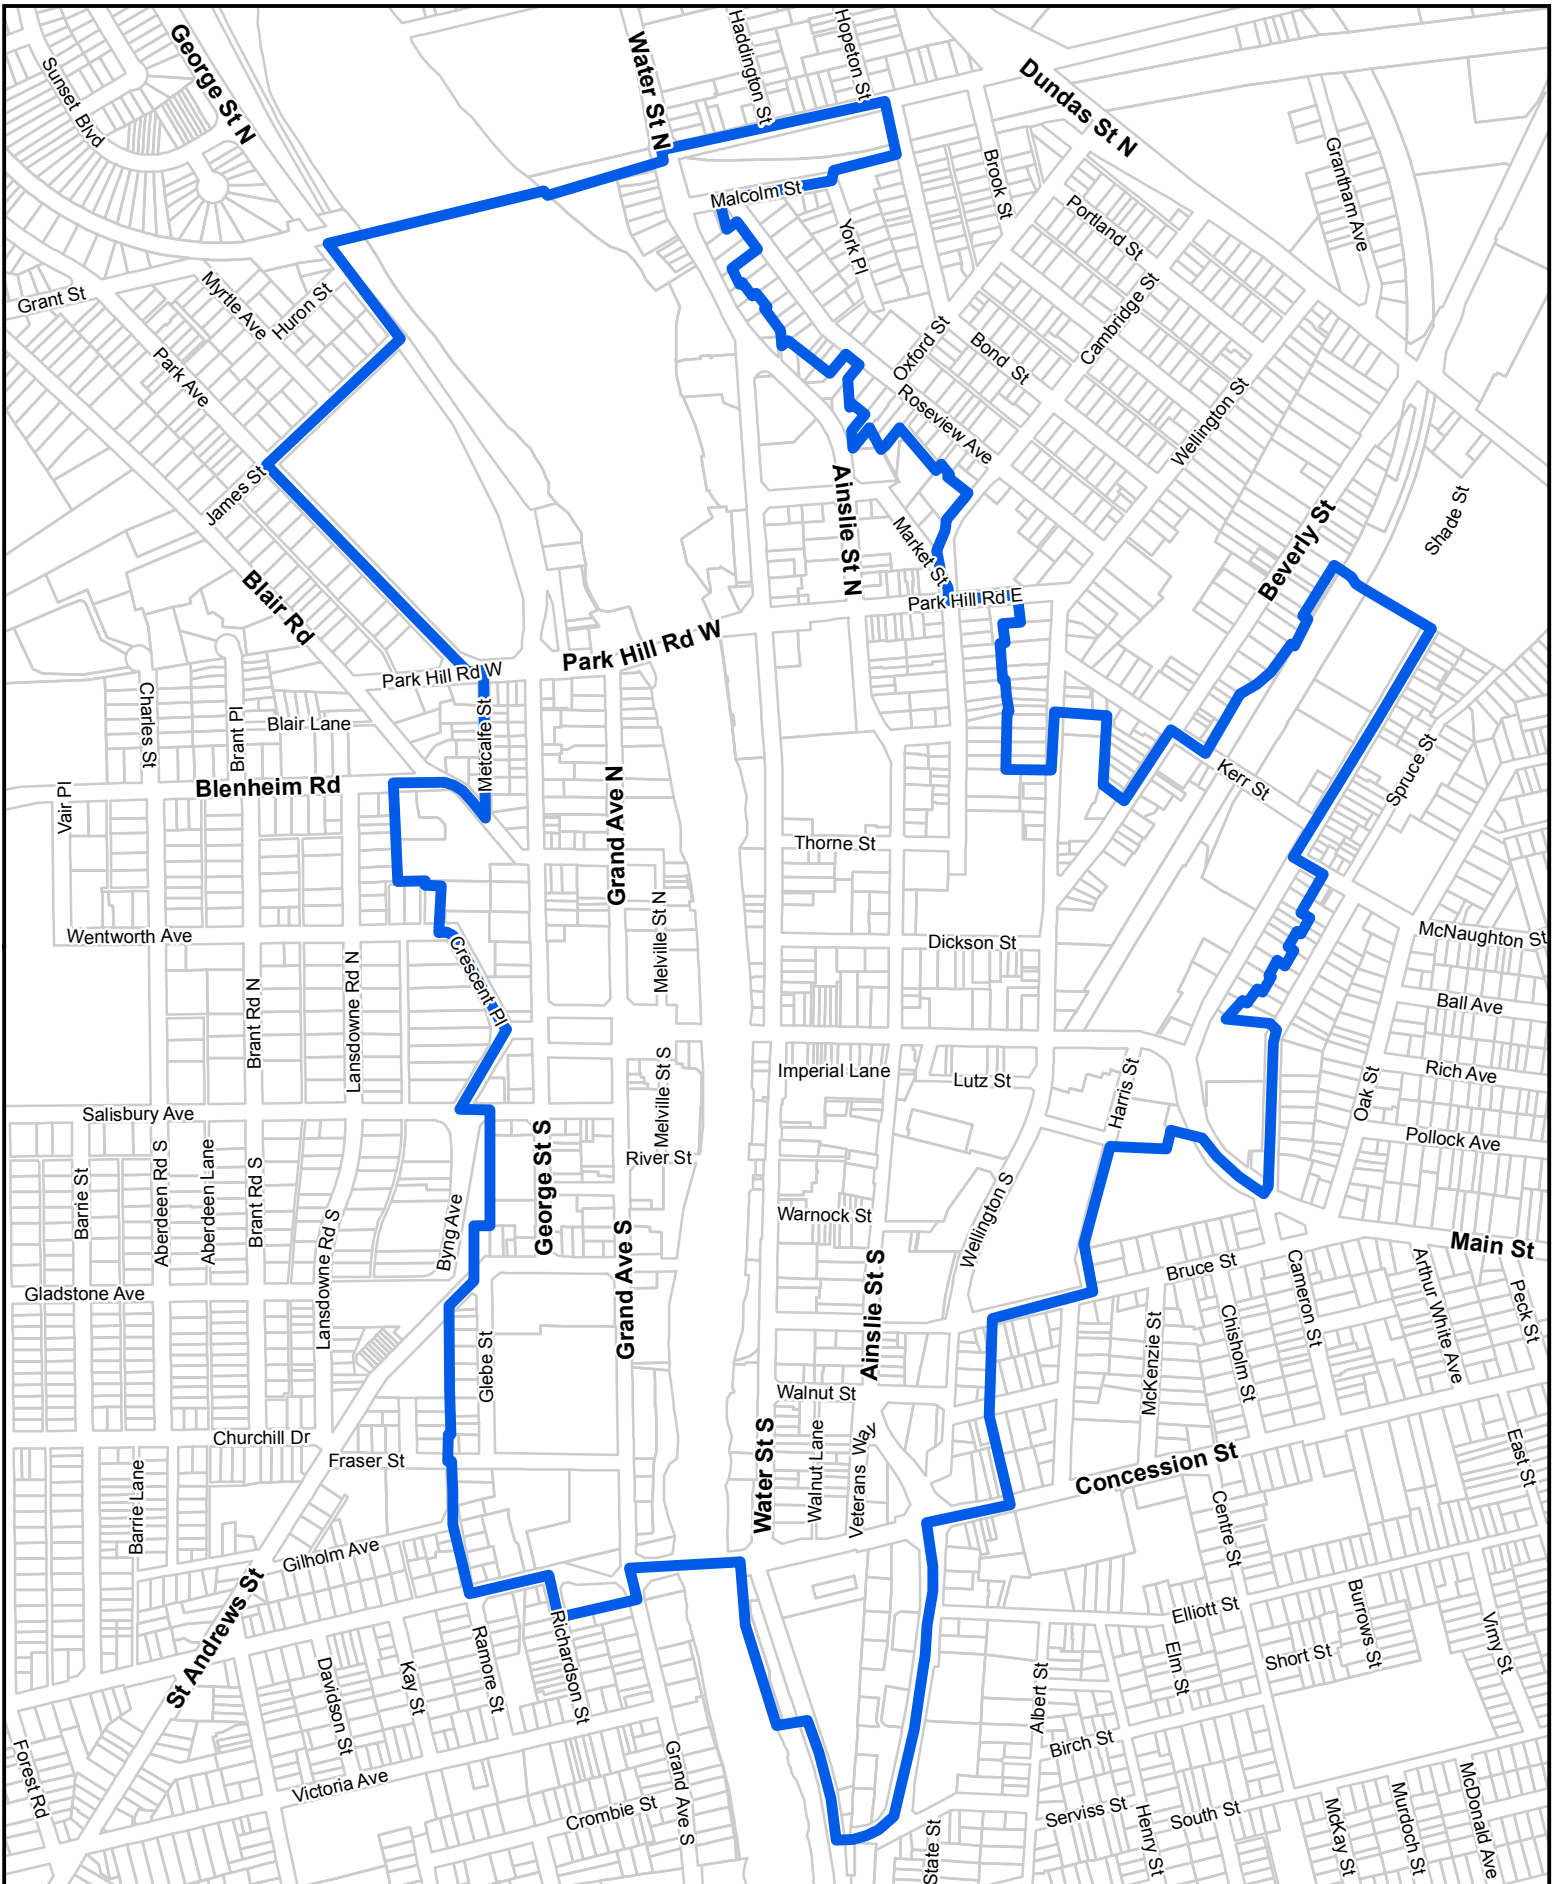 George St N
Sunset Blvd
Water St N
Haddington St
Hopeton St
Dundas St N
Grantham Ave
Brook St
Malcolm St
Portland St
York Pl
Grant St
Myrtle Ave
Huron St
Cambridge St
Park Ave
Oxford St
Bond St
Roseview Ave
Wellington St
James St
Ainslie St N
Market St
Beverly St
Shade St
Blair Rd
Park Hill Rd E
Park Hill Rd W
Park Hill Rd W
Charles St
Brant Pl
Blair Lane
Metcalfe St
Blenheim Rd
Vair Pl
Grand Ave N
Kerr St
Spruce St
Thorne St
Wentworth Ave
Crescent Pl
Melville St N
Dickson St
McNaughton St
Brant Rd N
Lansdowne Rd N
Ball Ave
Imperial Lane
Lutz St
Harris St
Rich Ave
Oak St
Salisbury Ave
Melville St S
Pollock Ave
River St
Barrie St
Aberdeen Rd S
Aberdeen Lane
Brant Rd S
Lansdowne Rd S
Byng Ave
George St S
Grand Ave S
Warnock St
Wellington S
Main St
Ainslie St S
Bruce St
Gladstone Ave
Glebe St
McKenzie St
Chisholm St
Cameron St
Arthur White Ave
Peck St
Walnut St
Churchill Dr
Fraser St
Water St S
Walnut Lane
Veterans Way
Concession St
East St
Barrie Lane
Centre St
Gilholm Ave
St Andrews St
Richardson St
Ramore St
Kay St
Davidson St
Elliott St
Elm St
Short St
Burrows St
Vimy St
Albert St
Birch St
Forest Rd
Victoria Ave
Grand Ave S
Crombie St
State St
Serviss St
Henry St
South St
McKay St
Murdoch St
McDonald Ave